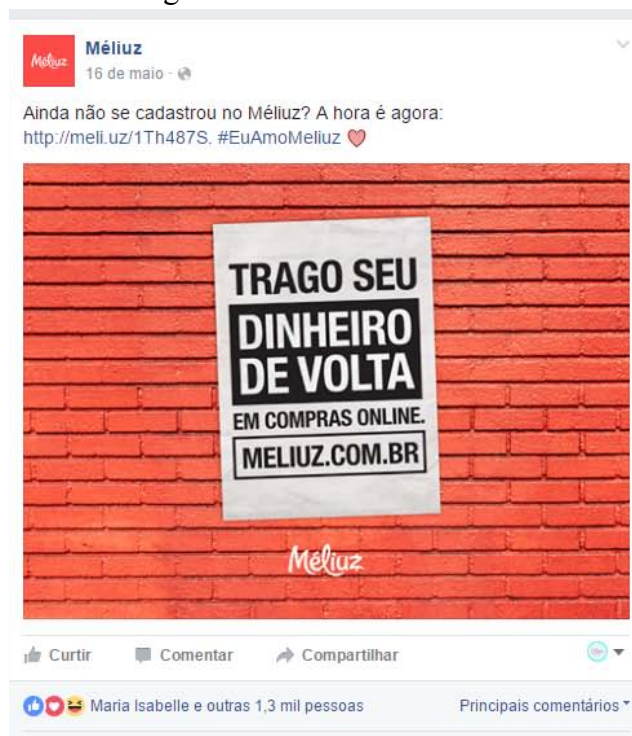 Méliuz
Méliuz
16 de maio
Ainda não se cadastrou no Méliuz? A hora é agora:
http://meli.uz/1Th487S. #EuAmoMeliuz
TRAGO SEU
DINHEIRO
DE VOLTA
EM COMPRAS ONLINE.
MELIUZ.COM.BR
Méliuz
Curtir Comentar Compartilhar
Maria Isabelle e outras 1,3 mil pessoas Principais comentários